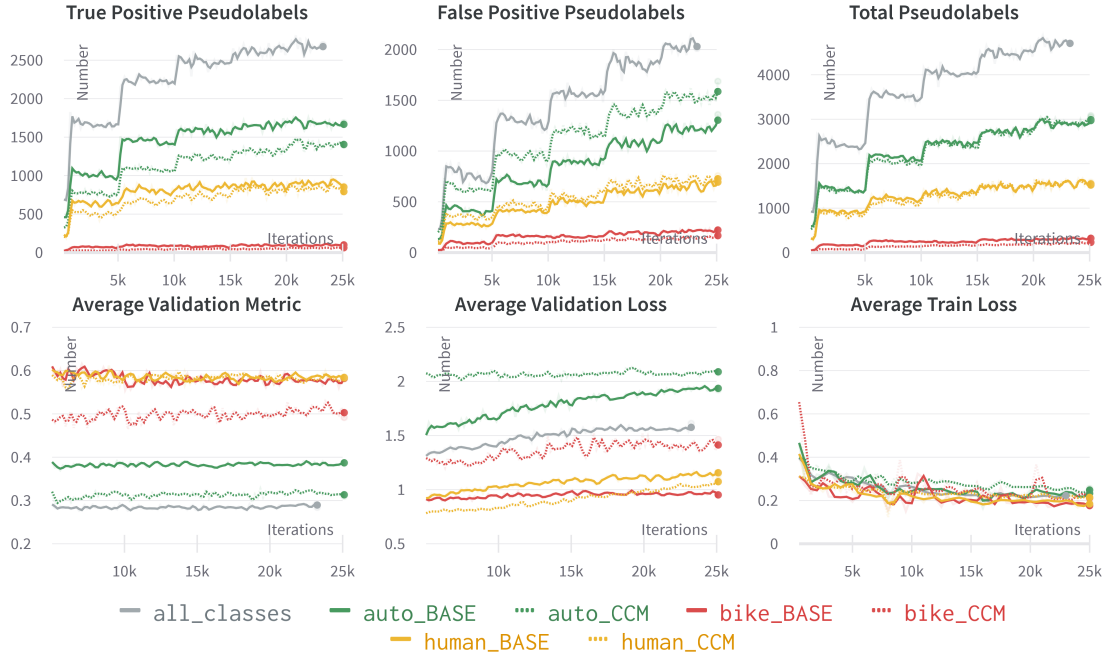 True Positive Pseudolabels
False Positive Pseudolabels
Total Pseudolabels
Number
2500
2000
1500
1000
500
0
Iterations
5k 10k 15k 20k 25k
Number
2000
1500
1000
500
0
Iterations
5k 10k 15k 20k 25k
Number
4000
3000
2000
1000
0
Iterations
5k 10k 15k 20k 25k
Average Validation Metric
Average Validation Loss
Average Train Loss
Number
0.7
0.6
0.5
0.4
0.3
0.2
Iterations
10k 15k 20k 25k
Number
2.5
2
1.5
1
0.5
Iterations
10k 15k 20k 25k
Number
1
0.8
0.6
0.4
0.2
0
Iterations
5k 10k 15k 20k 25k
all_classes auto_BASE auto_CCM bike_BASE bike_CCM
human_BASE human_CCM